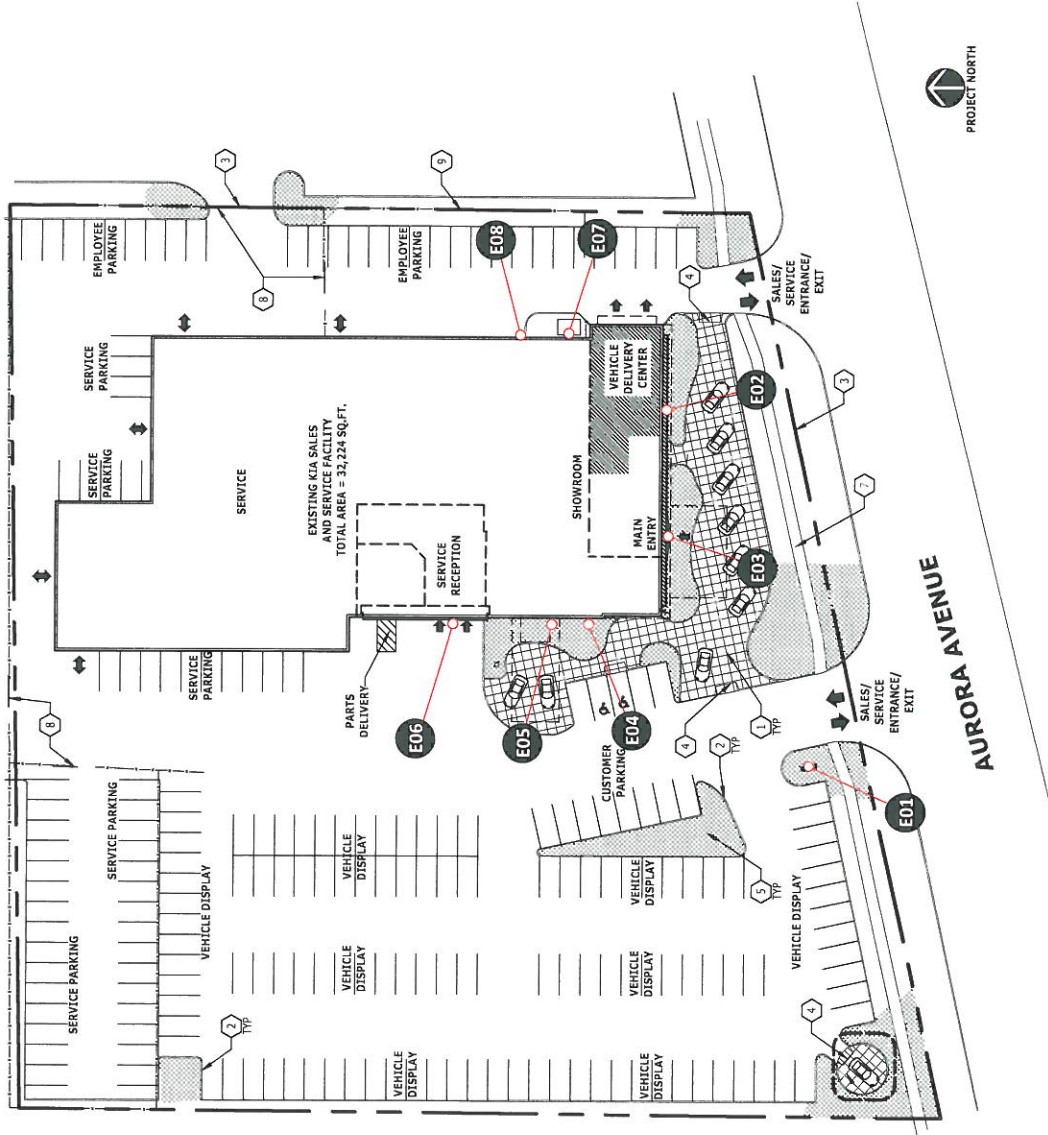 EMPLOYEE
PARKING
3
9
EMPLOYEE
PARKING
E08
E07
PROJECT NORTH
8
SERVICE
PARKING
SERVICE
PARKING
4
SALES/
SERVICE
ENTRANCE/
EXIT
VEHICLE
DELIVERY
CENTER
E02
3
SERVICE
EXISTING KIA SALES
AND SERVICE FACILITY
TOTAL AREA = 32,224 SQ.FT.
SHOWROOM
MAIN
ENTRY
7
SERVICE
RECEPTION
E03
AURORA AVENUE
SERVICE
PARKING
PARTS
DELIVERY
E06
E05
E04
8
CUSTOMER
PARKING
4
2
TYP
1
TYP
SALES/
SERVICE
ENTRANCE/
EXIT
E01
SERVICE PARKING
SERVICE PARKING
VEHICLE DISPLAY
VEHICLE
DISPLAY
VEHICLE
DISPLAY
5
TYP
VEHICLE DISPLAY
VEHICLE
DISPLAY
VEHICLE
DISPLAY
2
TYP
VEHICLE
DISPLAY
VEHICLE
DISPLAY
4